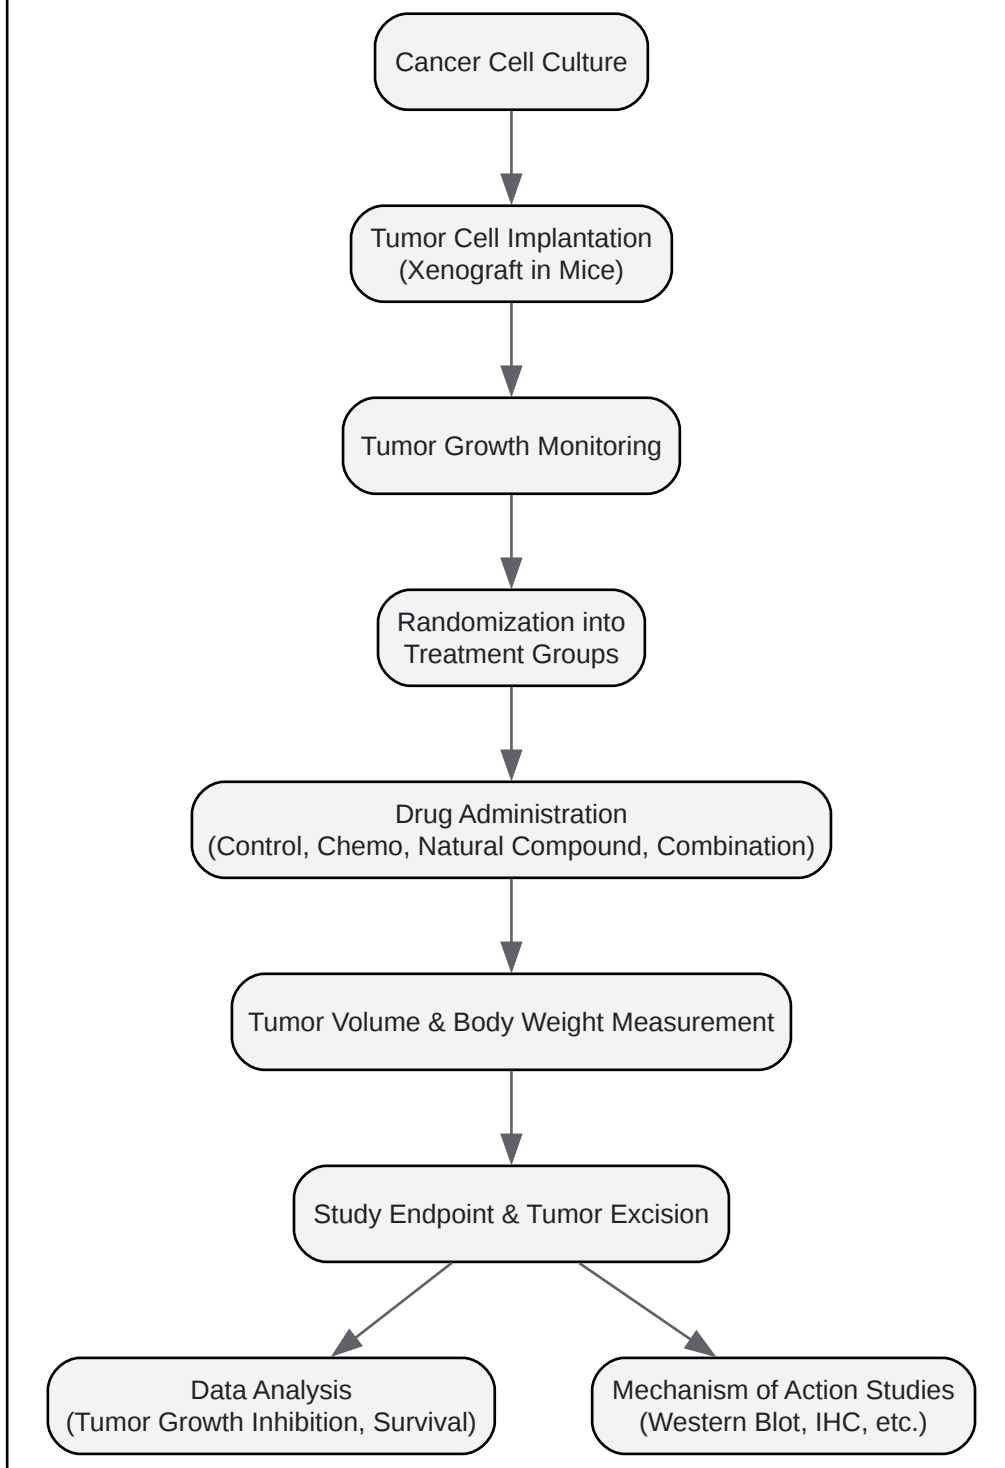 Cancer Cell Culture
Tumor Cell Implantation
(Xenograft in Mice)
Tumor Growth Monitoring
Randomization into
Treatment Groups
Drug Administration
(Control, Chemo, Natural Compound, Combination)
Tumor Volume & Body Weight Measurement
Study Endpoint & Tumor Excision
Data Analysis
(Tumor Growth Inhibition, Survival)
Mechanism of Action Studies
(Western Blot, IHC, etc.)